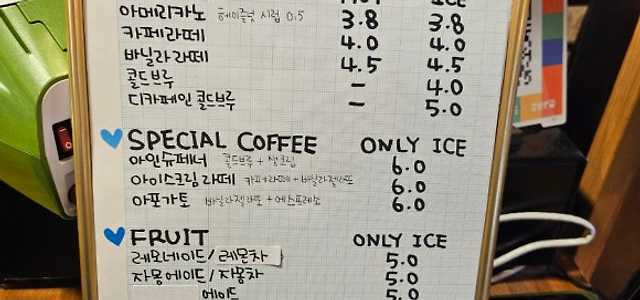 ICE
아메리카노 헤이즐넛 시럽 0.5 3.8 3.8
카페라떼 4.0 4.0
바닐라 라떼 4.5 4.5
콜드브루 - 4.0
디카페인 콜드브루 - 5.0
SPECIAL COFFEE ONLY ICE
아인슈페너 콜드브루 + 생크림 6.0
아이스크림 라떼 카페라떼 + 바닐라젤라또 6.0
아포가토 바닐라젤라또 + 에스프레소 6.0
FRUIT ONLY ICE
레몬에이드/레몬차 5.0
자몽에이드/자몽차 5.0
에이드 5.0